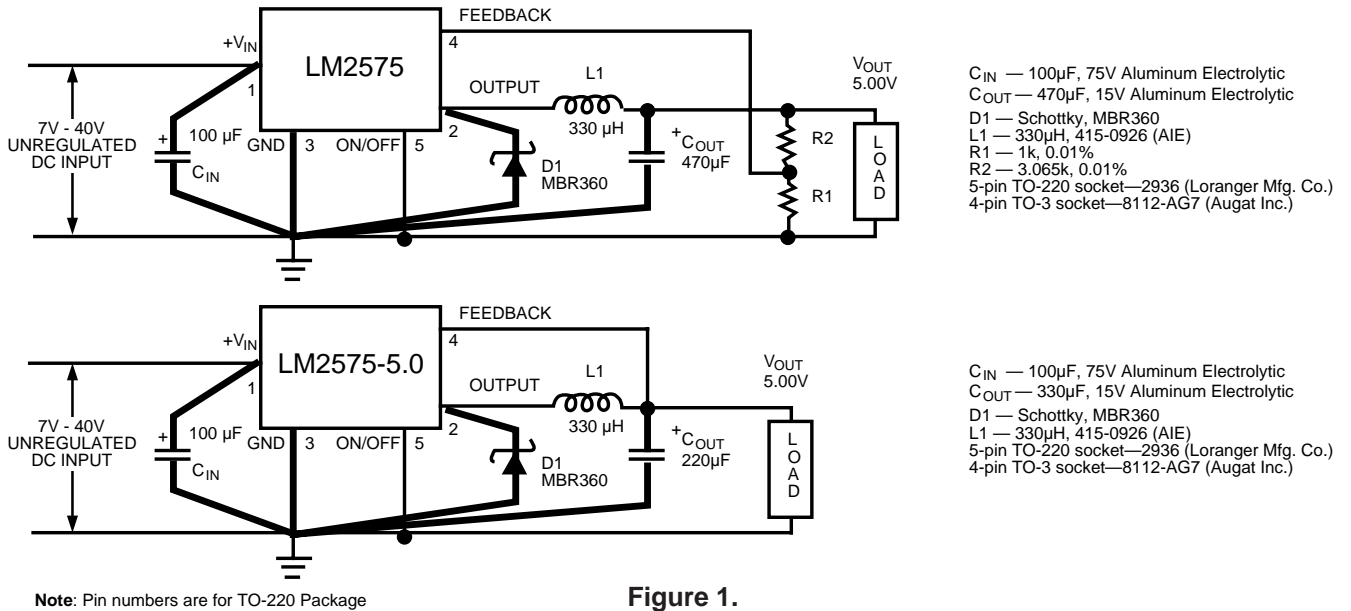 FEEDBACK
+VIN
4
LM2575
L1
VOUT
5.00V
OUTPUT
1
2
7V - 40V
UNREGULATED
DC INPUT
+
100 µF
CIN
GND
3
ON/OFF
5
330 µH
D1
MBR360
+
COUT
470µF
R2
R1
LOAD
CIN — 100µF, 75V Aluminum Electrolytic
COUT — 470µF, 15V Aluminum Electrolytic
D1 — Schottky, MBR360
L1 — 330µH, 415-0926 (AIE)
R1 — 1k, 0.01%
R2 — 3.065k, 0.01%
5-pin TO-220 socket—2936 (Loranger Mfg. Co.)
4-pin TO-3 socket—8112-AG7 (Augat Inc.)
FEEDBACK
+VIN
4
LM2575-5.0
L1
VOUT
5.00V
OUTPUT
1
2
7V - 40V
UNREGULATED
DC INPUT
+
100 µF
CIN
GND
3
ON/OFF
5
330 µH
D1
MBR360
+
COUT
220µF
LOAD
CIN — 100µF, 75V Aluminum Electrolytic
COUT — 330µF, 15V Aluminum Electrolytic
D1 — Schottky, MBR360
L1 — 330µH, 415-0926 (AIE)
5-pin TO-220 socket—2936 (Loranger Mfg. Co.)
4-pin TO-3 socket—8112-AG7 (Augat Inc.)
Note: Pin numbers are for TO-220 Package
Figure 1.